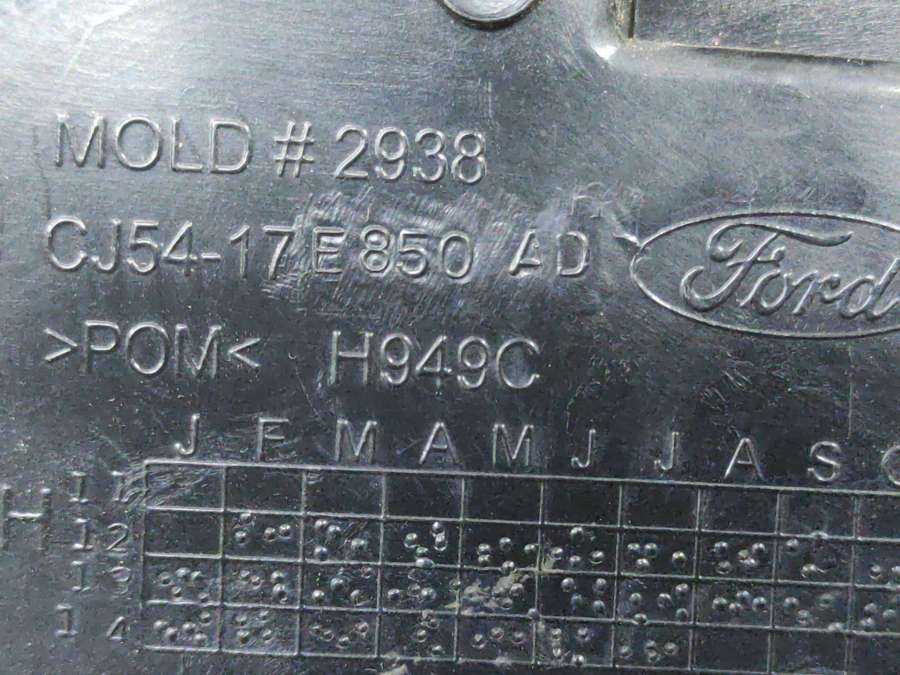 MOLD # 2938
CJ54-17E850 AD Ford
>POM< H949C
J F M A M J J A S O
H 11
12
13
14